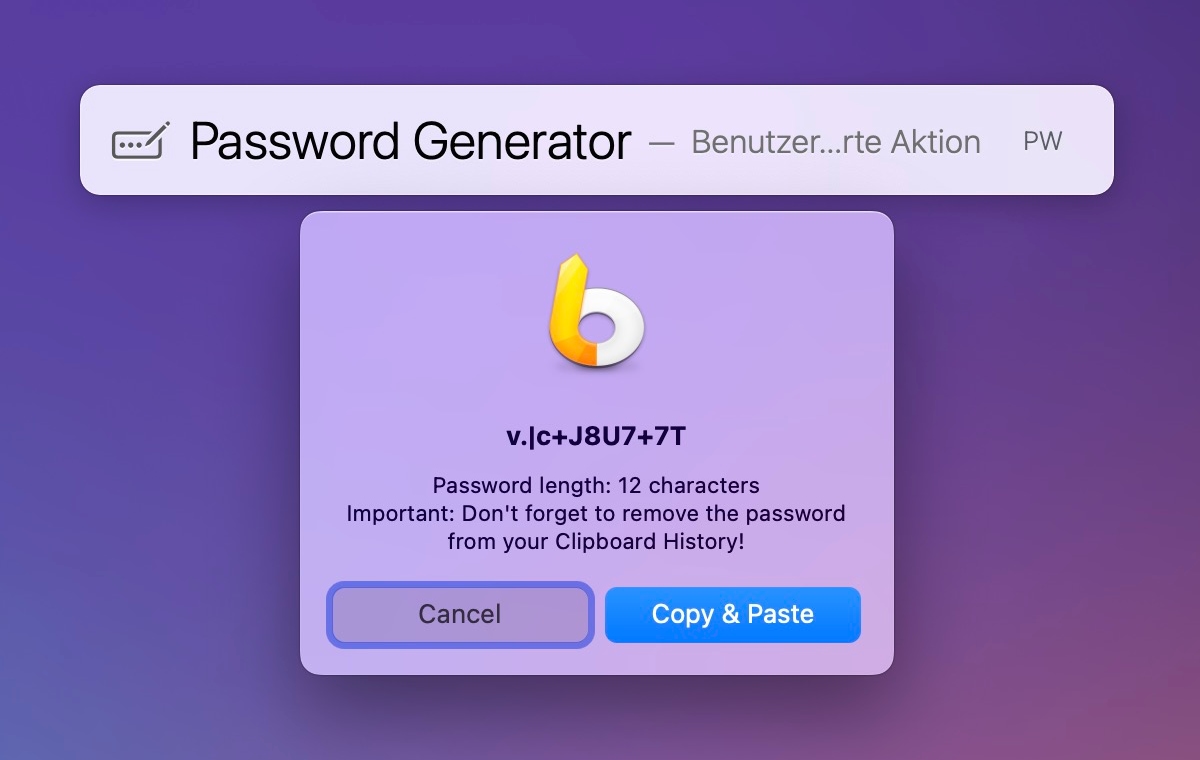 Password Generator — Benutzer...rte Aktion PW
v.|c+J8U7+7T
Password length: 12 characters
Important: Don't forget to remove the password
from your Clipboard History!
Cancel Copy & Paste